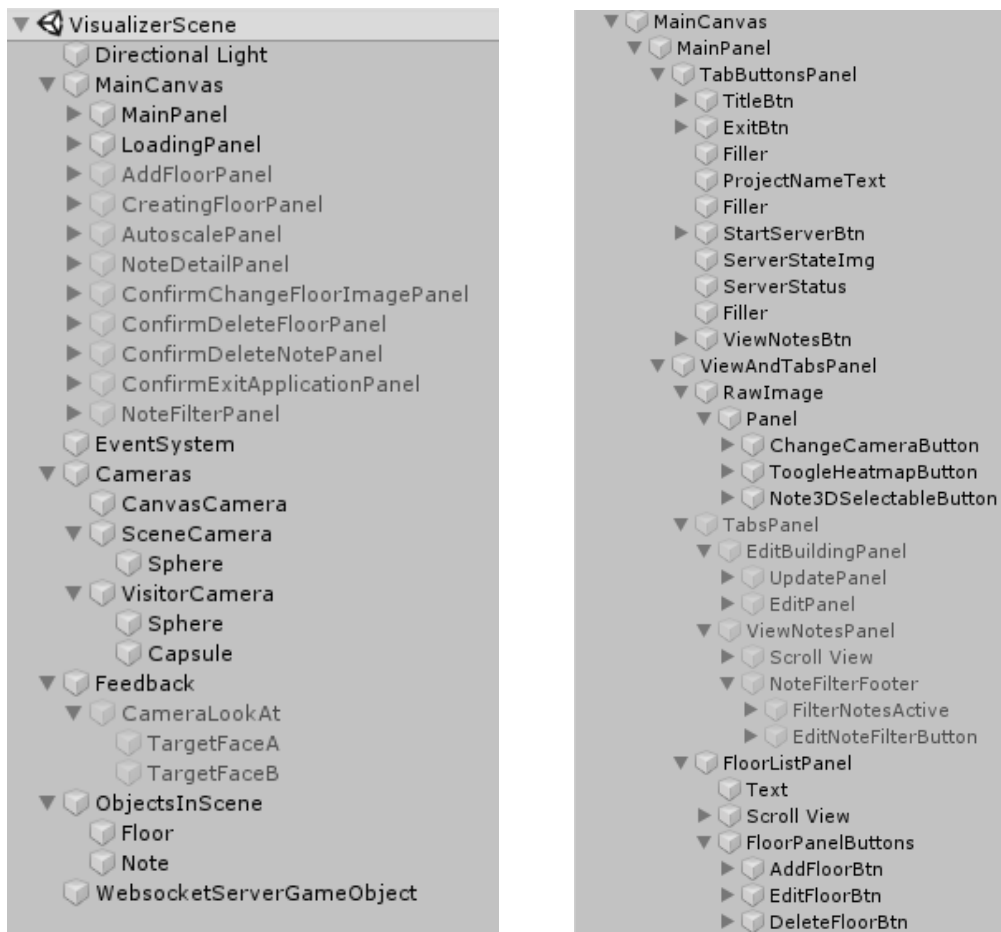 VisualizerScene
Directional Light
MainCanvas
MainPanel
LoadingPanel
AddFloorPanel
CreatingFloorPanel
AutoscalePanel
NoteDetailPanel
ConfirmChangeFloorImagePanel
ConfirmDeleteFloorPanel
ConfirmDeleteNotePanel
ConfirmExitApplicationPanel
NoteFilterPanel
EventSystem
Cameras
CanvasCamera
SceneCamera
Sphere
VisitorCamera
Sphere
Capsule
Feedback
CameraLookAt
TargetFaceA
TargetFaceB
ObjectsInScene
Floor
Note
WebsocketServerGameObject
MainCanvas
MainPanel
TabButtonsPanel
TitleBtn
ExitBtn
Filler
ProjectNameText
Filler
StartServerBtn
ServerStateImg
ServerStatus
Filler
ViewNotesBtn
ViewAndTabsPanel
RawImage
Panel
ChangeCameraButton
ToogleHeatmapButton
Note3DSelectableButton
TabsPanel
EditBuildingPanel
UpdatePanel
EditPanel
ViewNotesPanel
Scroll View
NoteFilterFooter
FilterNotesActive
EditNoteFilterButton
FloorListPanel
Text
Scroll View
FloorPanelButtons
AddFloorBtn
EditFloorBtn
DeleteFloorBtn